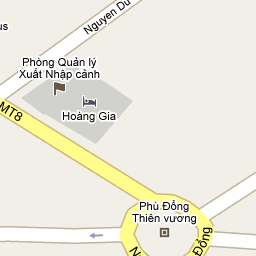 Nguyen Du
Phòng Quản lý
Xuất Nhập cảnh
Hoàng Gia
MT8
Phù Đổng
Thiên vương
Đổng